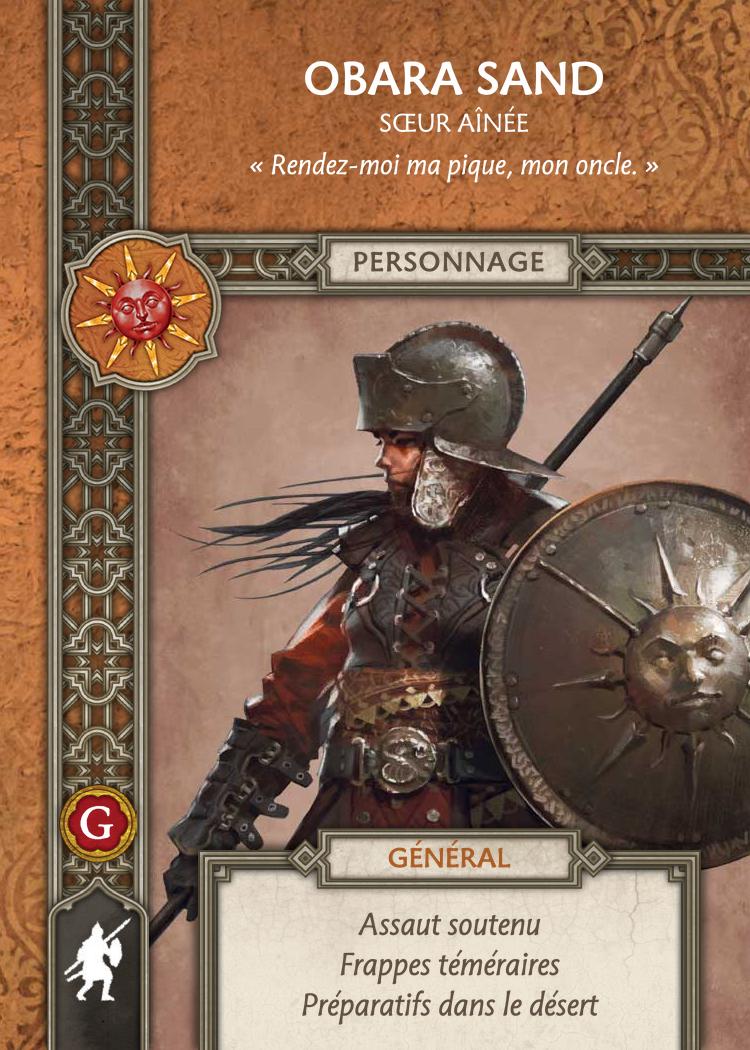 OBARA SAND
SŒUR AÎNÉE
« Rendez-moi ma pique, mon oncle. »
PERSONNAGE
G
GÉNÉRAL
Assaut soutenu
Frappes téméraires
Préparatifs dans le désert